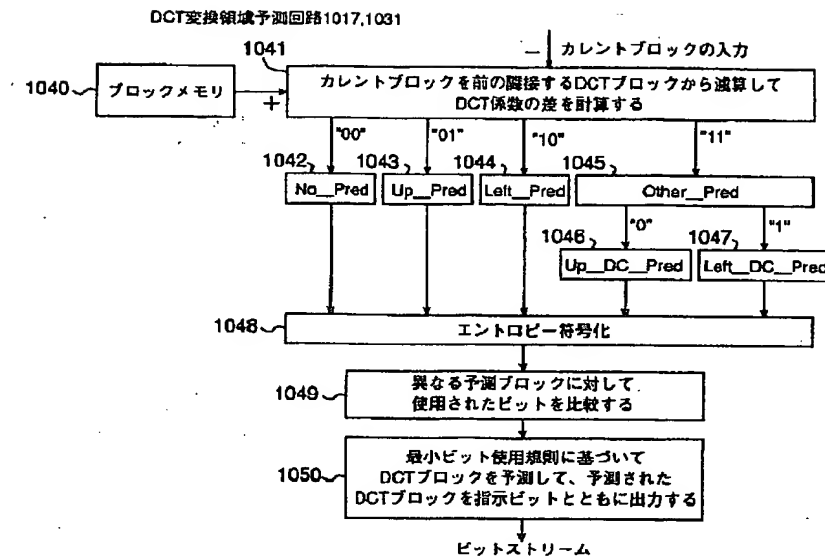 DCT変換領域予測回路1017,1031
カレントブロックの入力
1041
1040
ブロックメモリ
+
−
カレントブロックを前の隣接するDCTブロックから減算して
DCT係数の差を計算する
"00"
"01"
"10"
"11"
1042
1043
1044
1045
No__Pred
Up__Pred
Left__Pred
Other__Pred
"0"
"1"
1046
1047
Up__DC__Pred
Left__DC__Pred
1048
エントロピー符号化
1049
異なる予測ブロックに対して
使用されたビットを比較する
1050
最小ビット使用規則に基づいて
DCTブロックを予測して、予測された
DCTブロックを指示ビットとともに出力する
ビットストリーム